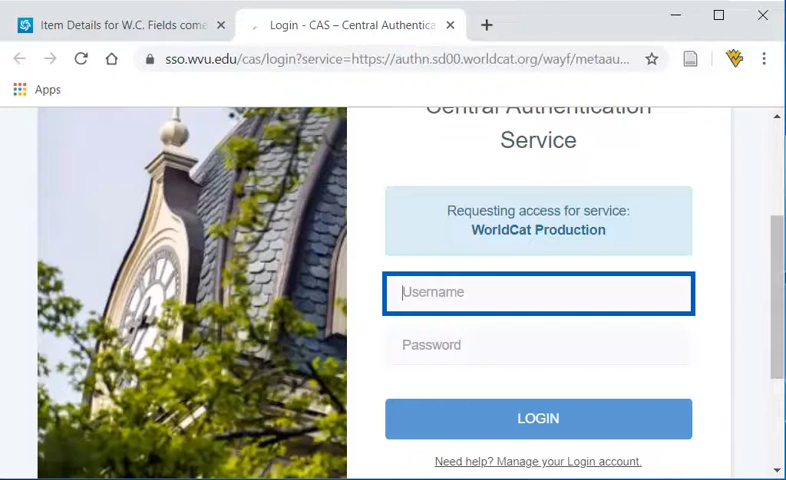 Item Details for W.C. Fields come
Login - CAS – Central Authentica
sso.wvu.edu/cas/login?service=https://authn.sd00.worldcat.org/wayf/metaau...
Apps
Central Authentication
Service
Requesting access for service:
WorldCat Production
Username
Password
LOGIN
Need help? Manage your Login account.